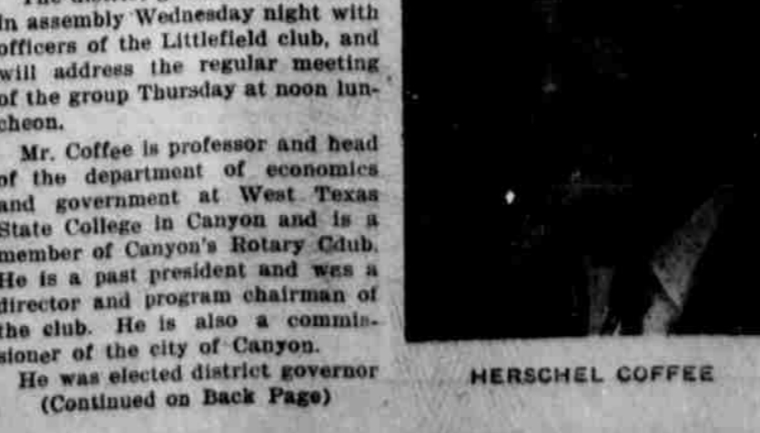 in assembly Wednesday night with
officers of the Littlefield club, and
will address the regular meeting
of the group Thursday at noon lun-
cheon.
Mr. Coffee is professor and head
of the department of economics
and government at West Texas
State College in Canyon and is a
member of Canyon's Rotary Cdub.
He is a past president and was a
director and program chairman of
the club. He is also a commis-
sioner of the city of Canyon.
He was elected district governor
(Continued on Back Page)
HERSCHEL COFFEE